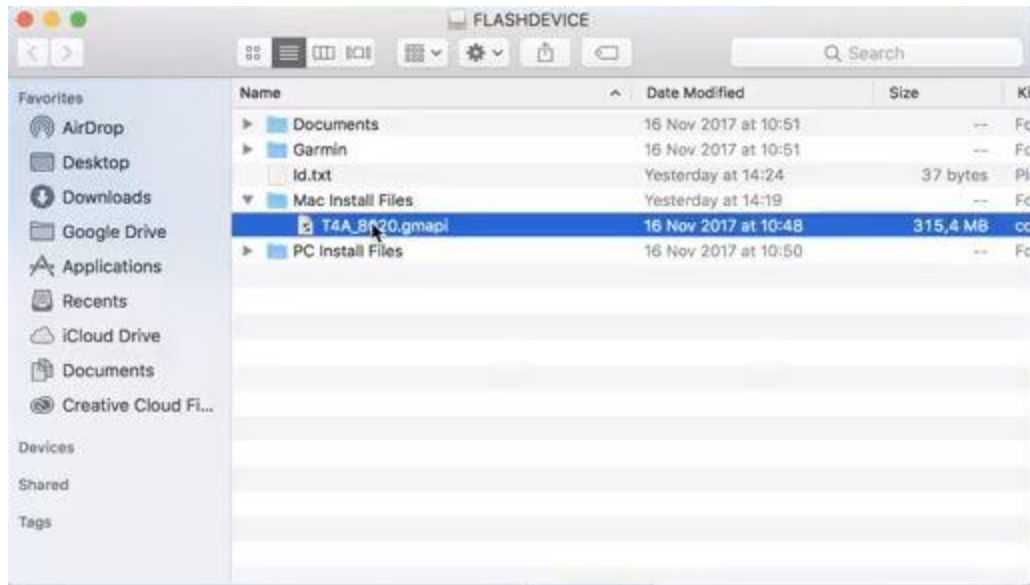 FLASHDEVICE
Search
Favorites
AirDrop
Desktop
Downloads
Google Drive
Applications
Recents
iCloud Drive
Documents
Creative Cloud Fi...
Devices
Shared
Tags
Name Date Modified Size
Documents 16 Nov 2017 at 10:51 --
Garmin 16 Nov 2017 at 10:51 --
Id.txt Yesterday at 14:24 37 bytes
Mac Install Files Yesterday at 14:19 --
16 Nov 2017 at 10:48 315,4 MB
PC Install Files 16 Nov 2017 at 10:50 --